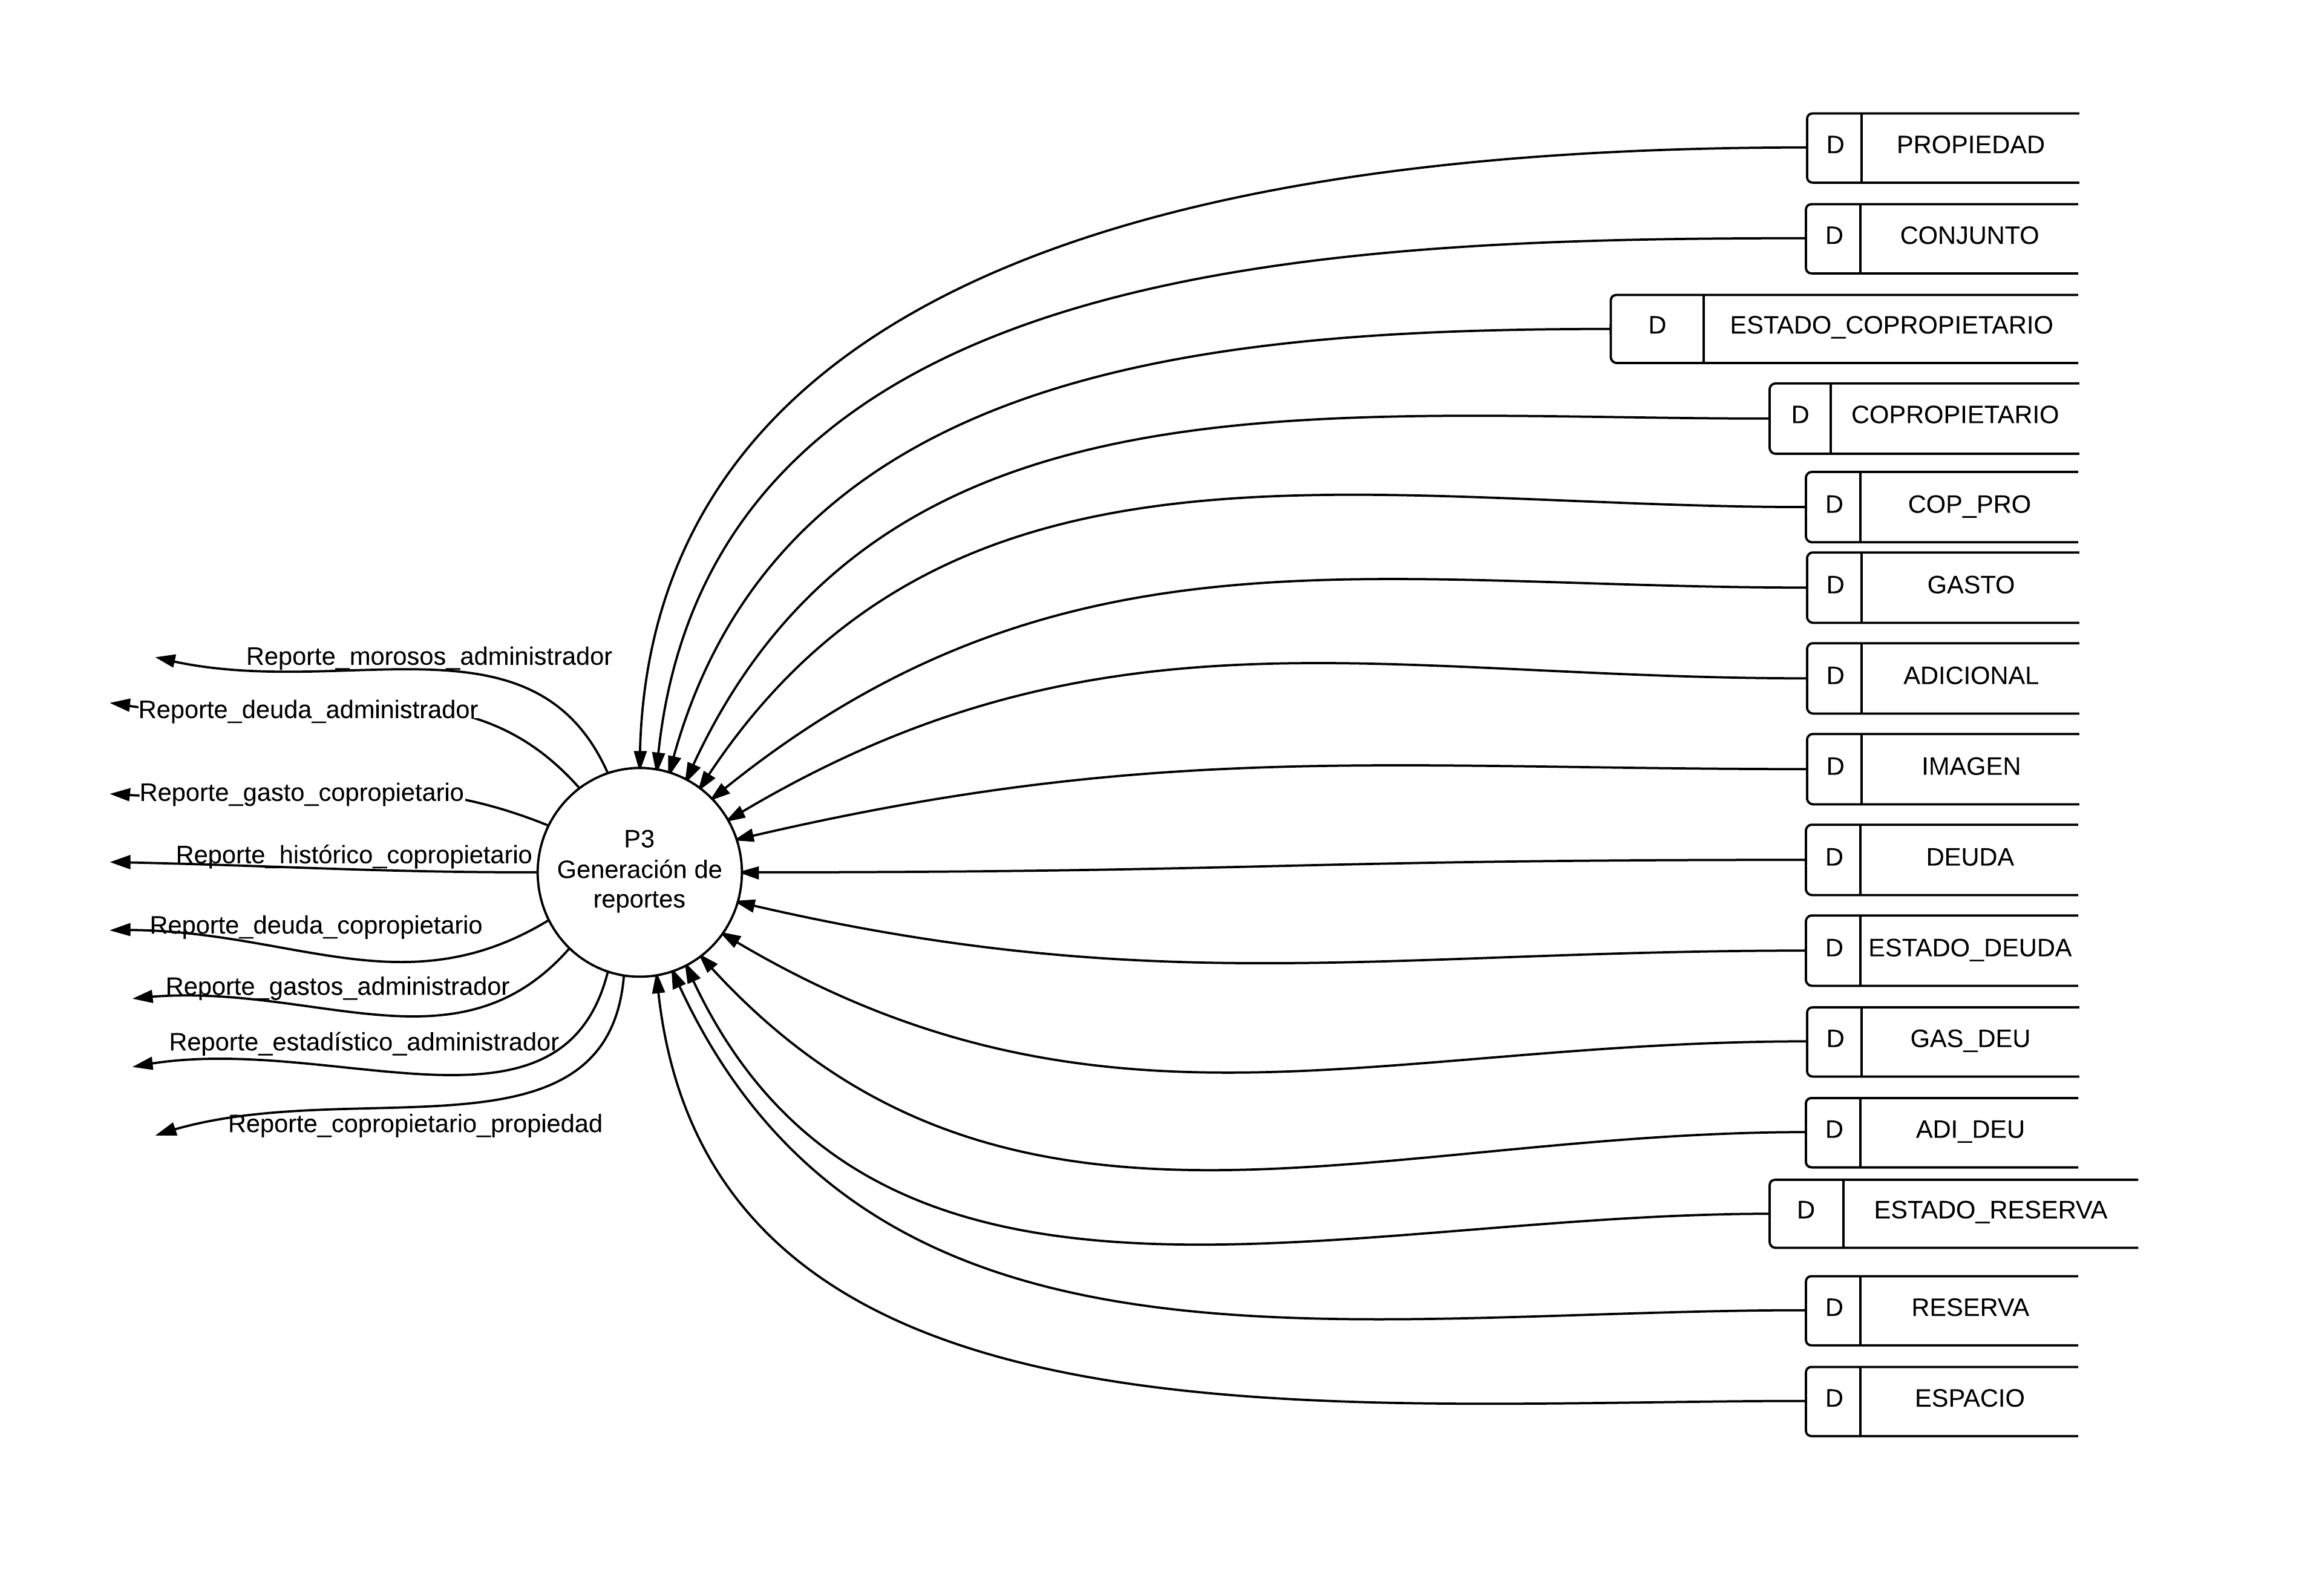 D PROPIEDAD
D CONJUNTO
D ESTADO_COPROPIETARIO
D COPROPIETARIO
D COP_PRO
D GASTO
D ADICIONAL
D IMAGEN
D DEUDA
D ESTADO_DEUDA
D GAS_DEU
D ADI_DEU
D ESTADO_RESERVA
D RESERVA
D ESPACIO
P3
Generación de
reportes
Reporte_morosos_administrador
Reporte_deuda_administrador
Reporte_gasto_copropietario
Reporte_histórico_copropietario
Reporte_deuda_copropietario
Reporte_gastos_administrador
Reporte_estadístico_administrador
Reporte_copropietario_propiedad